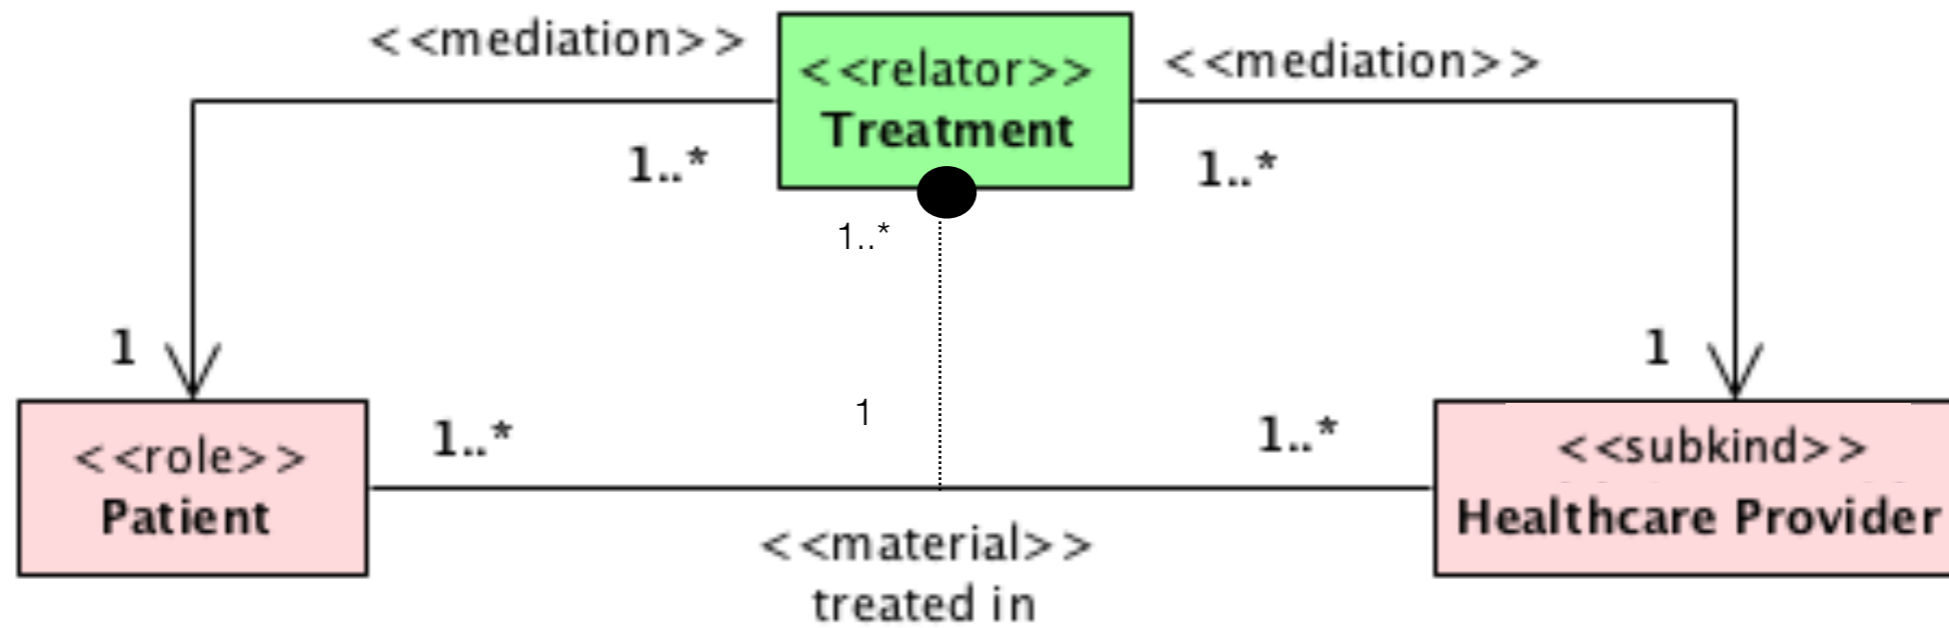 <<mediation>>
<<relator>>
Treatment
<<mediation>>
1..*
1..*
1..*
1
1
1
1..*
1..*
<<role>>
Patient
<<subkind>>
Healthcare Provider
<<material>>
treated in